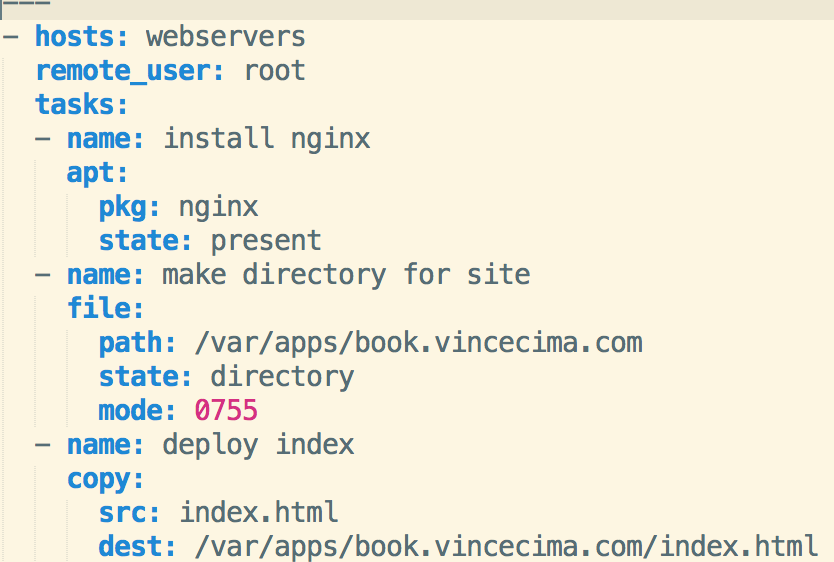 ---
- hosts: webservers
  remote_user: root
  tasks:
  - name: install nginx
    apt:
      pkg: nginx
      state: present
  - name: make directory for site
    file:
      path: /var/apps/book.vincecima.com
      state: directory
      mode: 0755
  - name: deploy index
    copy:
      src: index.html
      dest: /var/apps/book.vincecima.com/index.html